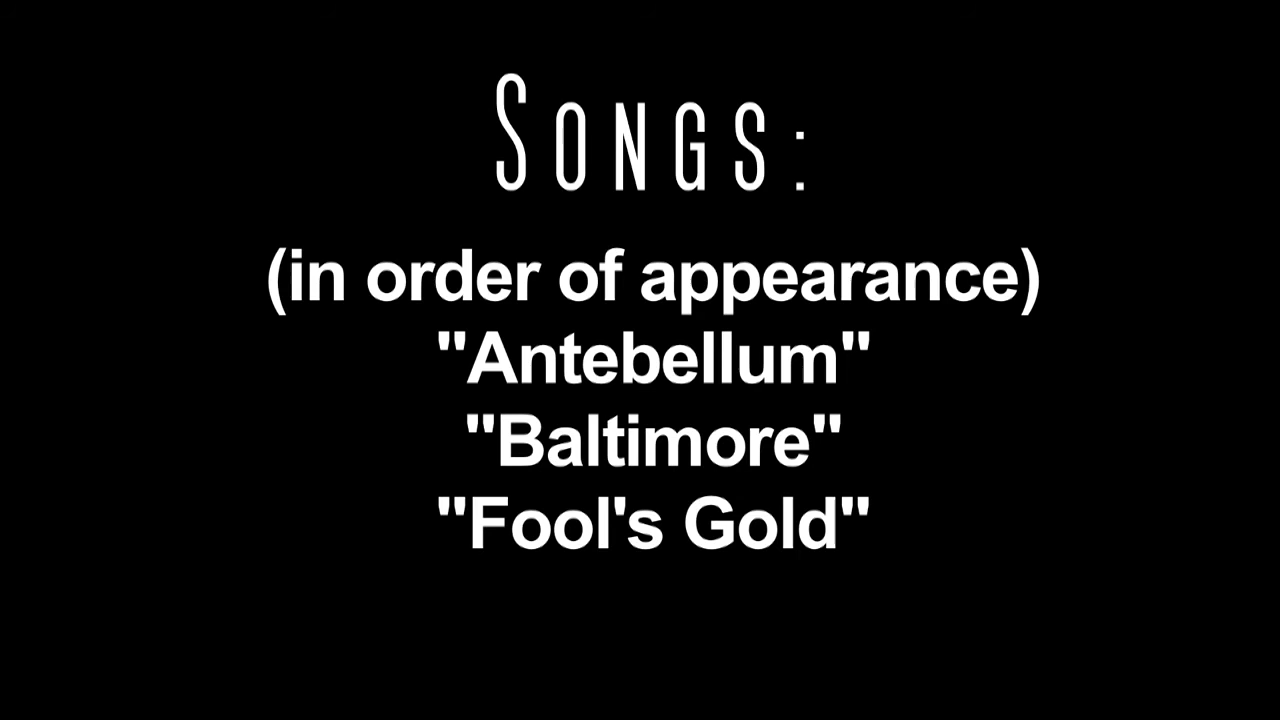 Songs:
(in order of appearance)
"Antebellum"
"Baltimore"
"Fool's Gold"